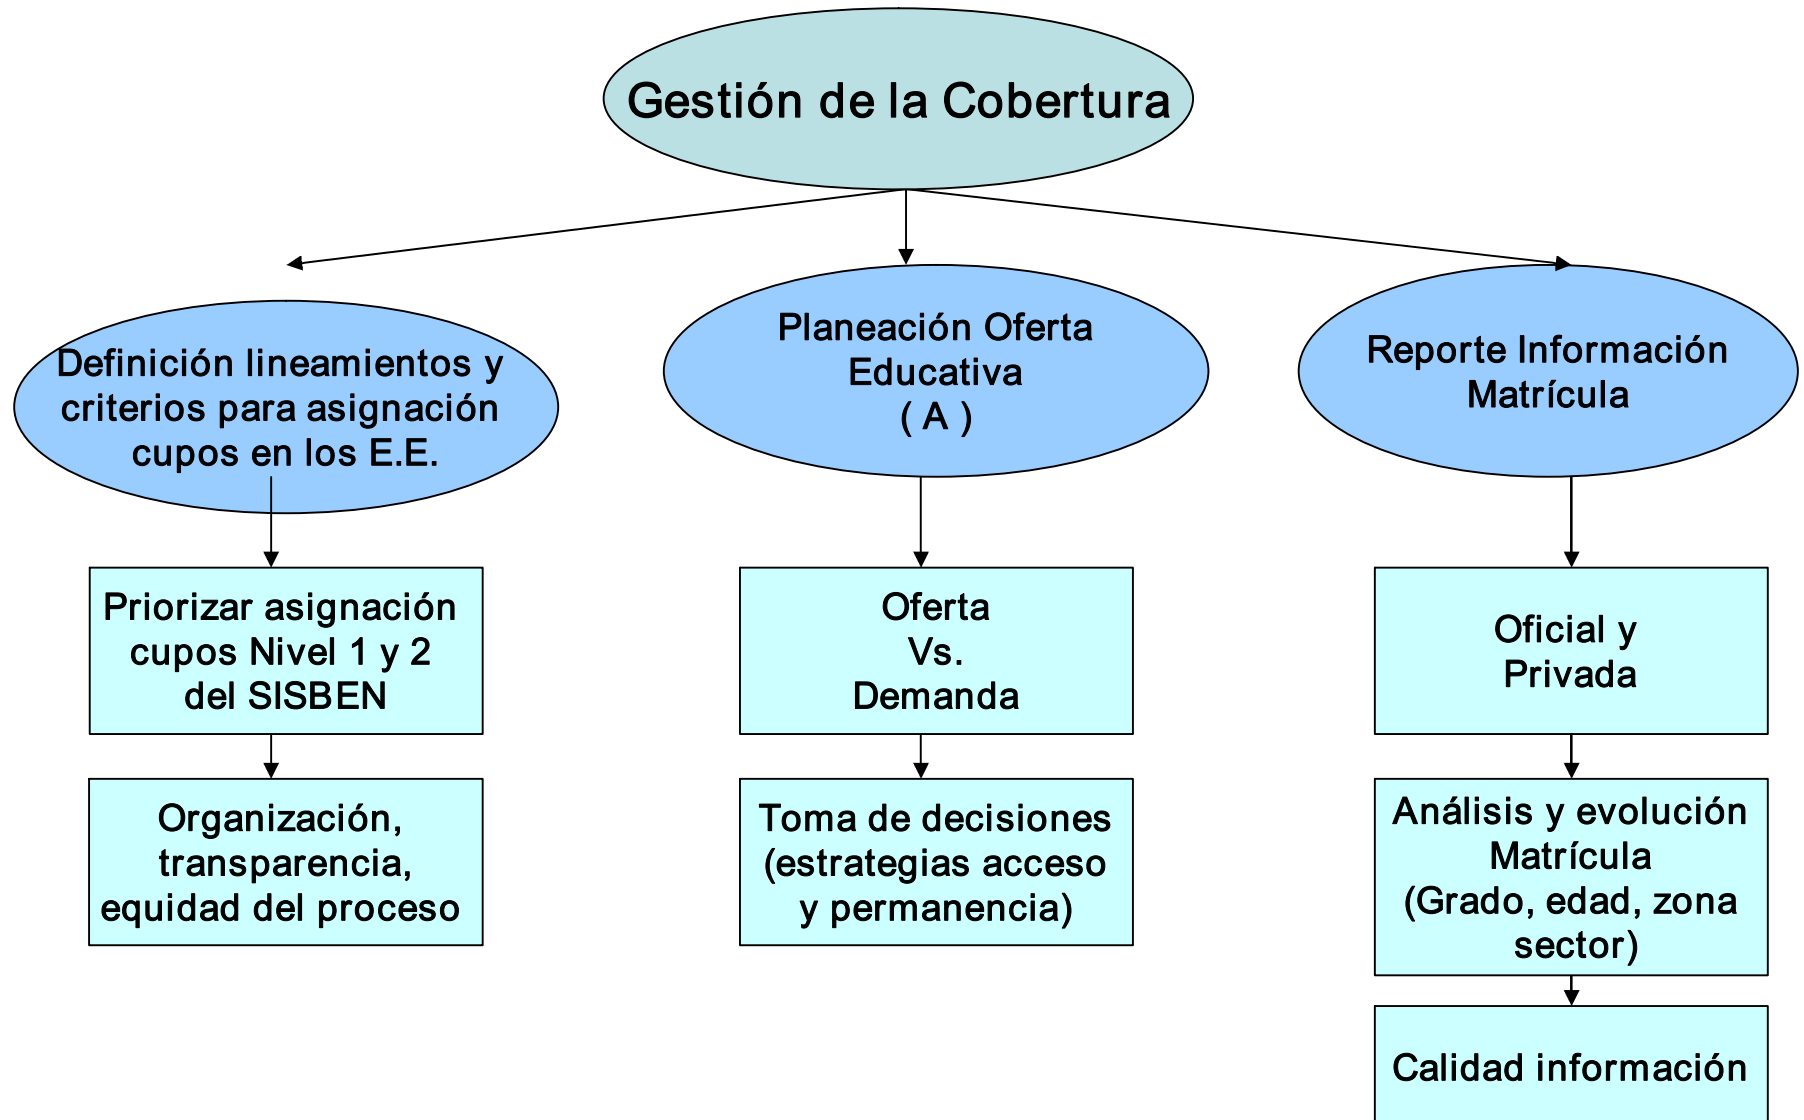 Gestión de la Cobertura
Definición lineamientos y
criterios para asignación
cupos en los E.E.
Planeación Oferta
Educativa
( A )
Reporte Información
Matrícula
Priorizar asignación
cupos Nivel 1 y 2
del SISBEN
Oferta
Vs.
Demanda
Oficial y
Privada
Organización,
transparencia,
equidad del proceso
Toma de decisiones
(estrategias acceso
y permanencia)
Análisis y evolución
Matrícula
(Grado, edad, zona
sector)
Calidad información